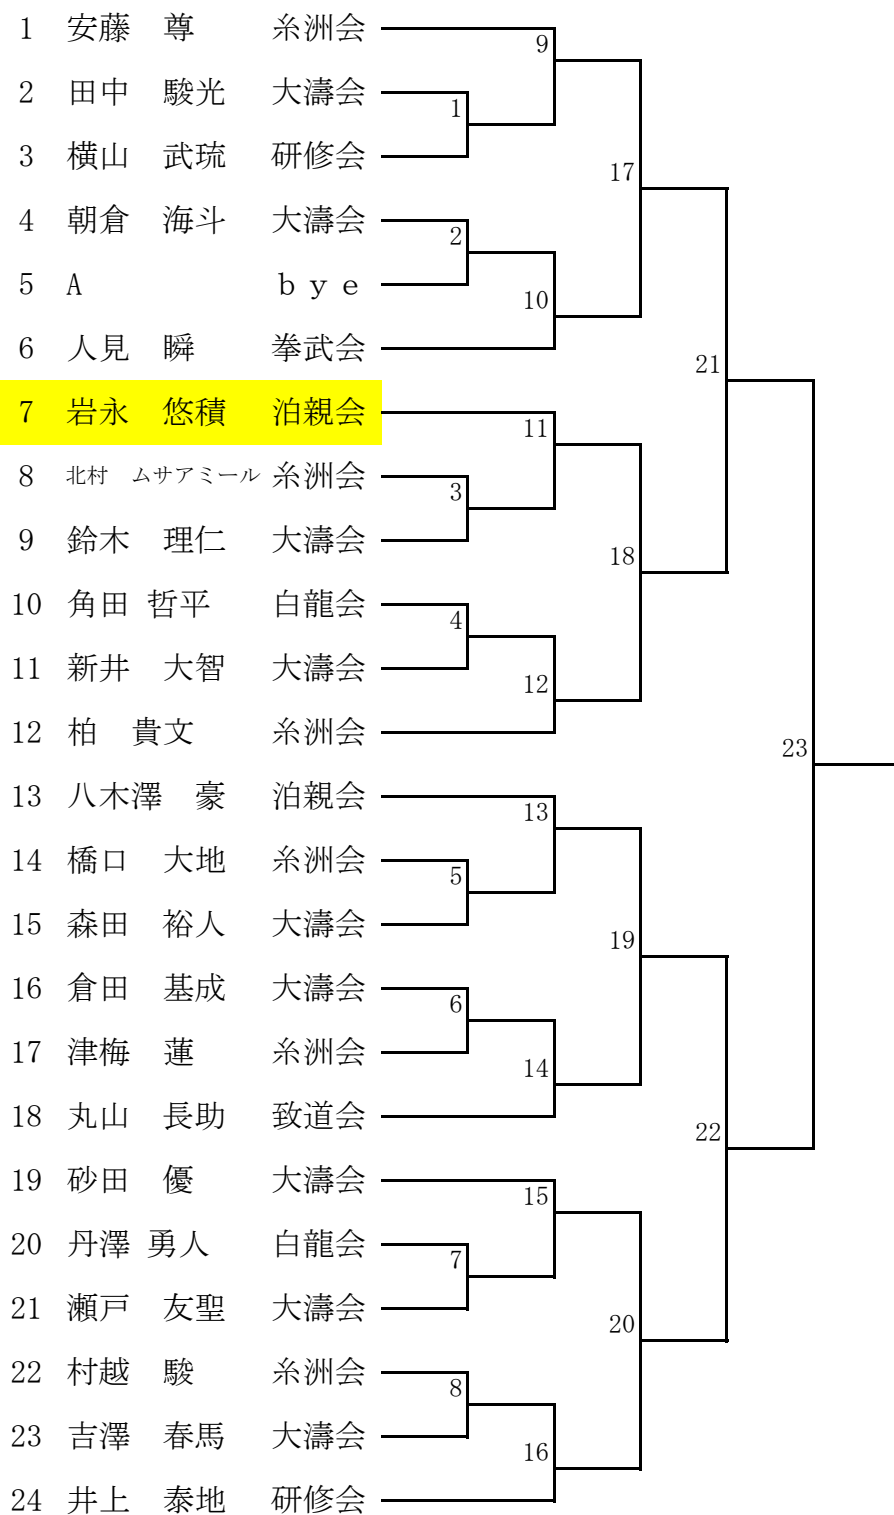 1 安藤　尊 糸洲会
9
2 田中　駿光 大濤会
1
3 横山　武琉 研修会
17
4 朝倉　海斗 大濤会
2
5 A ｂｙｅ
10
6 人見　瞬 拳武会
21
7 岩永　悠積 泊親会
11
8 北村　ムサアミール 糸洲会
3
9 鈴木　理仁 大濤会
18
10 角田 哲平 白龍会
4
11 新井　大智 大濤会
12
12 柏　貴文 糸洲会
23
13 八木澤　豪 泊親会
13
14 橋口　大地 糸洲会
5
15 森田　裕人 大濤会
19
16 倉田　基成 大濤会
6
17 津梅　蓮 糸洲会
14
18 丸山　長助 致道会
22
19 砂田　優 大濤会
15
20 丹澤 勇人 白龍会
7
21 瀬戸　友聖 大濤会
20
22 村越　駿 糸洲会
8
23 吉澤　春馬 大濤会
16
24 井上　泰地 研修会